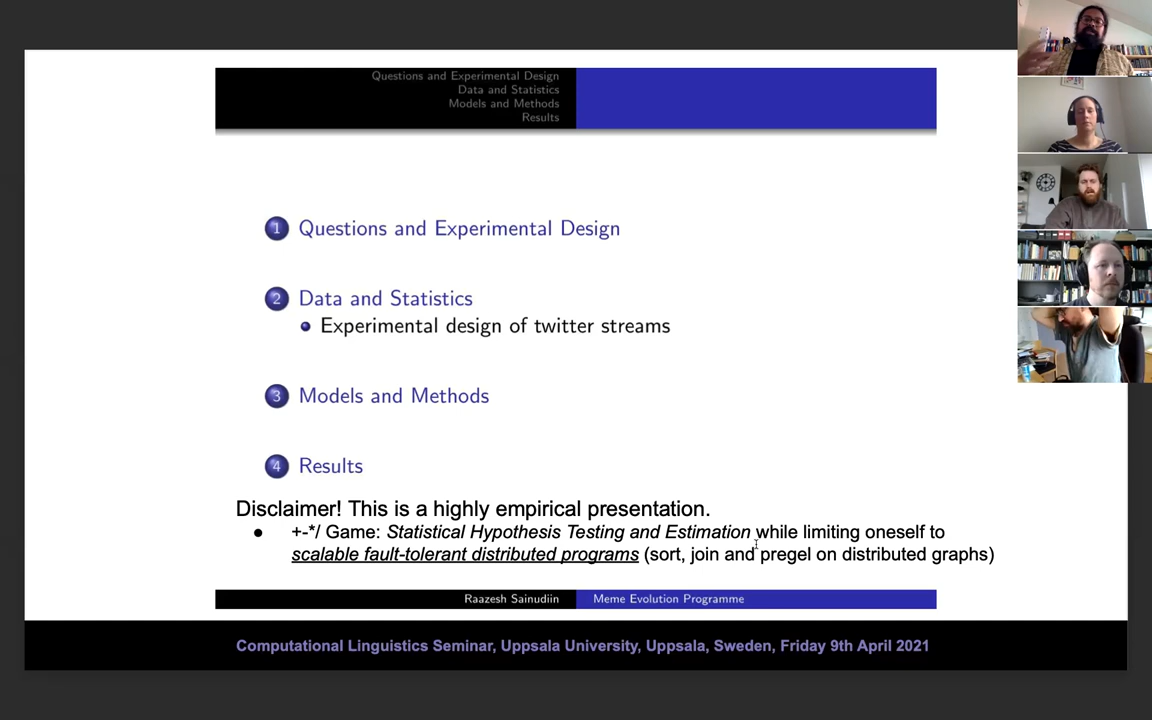 Questions and Experimental Design
Data and Statistics
Models and Methods
Results
1 Questions and Experimental Design
2 Data and Statistics
• Experimental design of twitter streams
3 Models and Methods
4 Results
Disclaimer! This is a highly empirical presentation.
● +-*/ Game: Statistical Hypothesis Testing and Estimation while limiting oneself to
scalable fault-tolerant distributed programs (sort, join and pregel on distributed graphs)
Raazesh Sainudiin Meme Evolution Programme
Computational Linguistics Seminar, Uppsala University, Uppsala, Sweden, Friday 9th April 2021